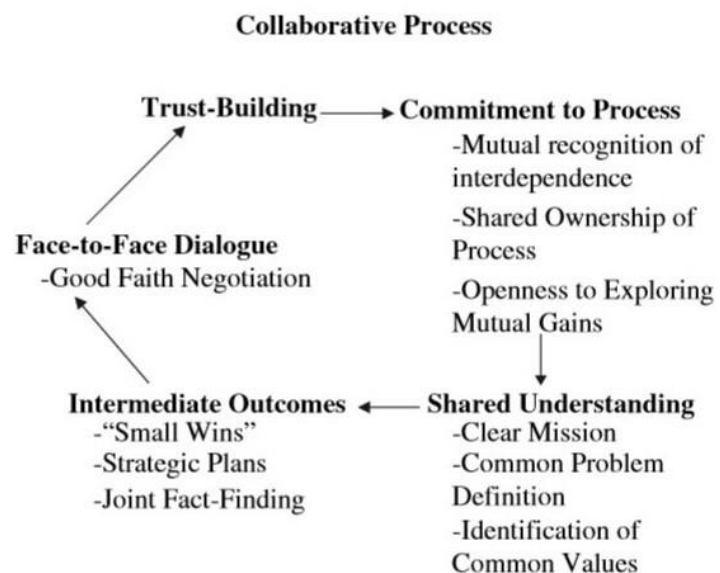 Collaborative Process
Trust-Building
Commitment to Process
-Mutual recognition of
interdependence
-Shared Ownership of
Process
-Openness to Exploring
Mutual Gains
Face-to-Face Dialogue
-Good Faith Negotiation
Intermediate Outcomes
-“Small Wins”
-Strategic Plans
-Joint Fact-Finding
Shared Understanding
-Clear Mission
-Common Problem
Definition
-Identification of
Common Values